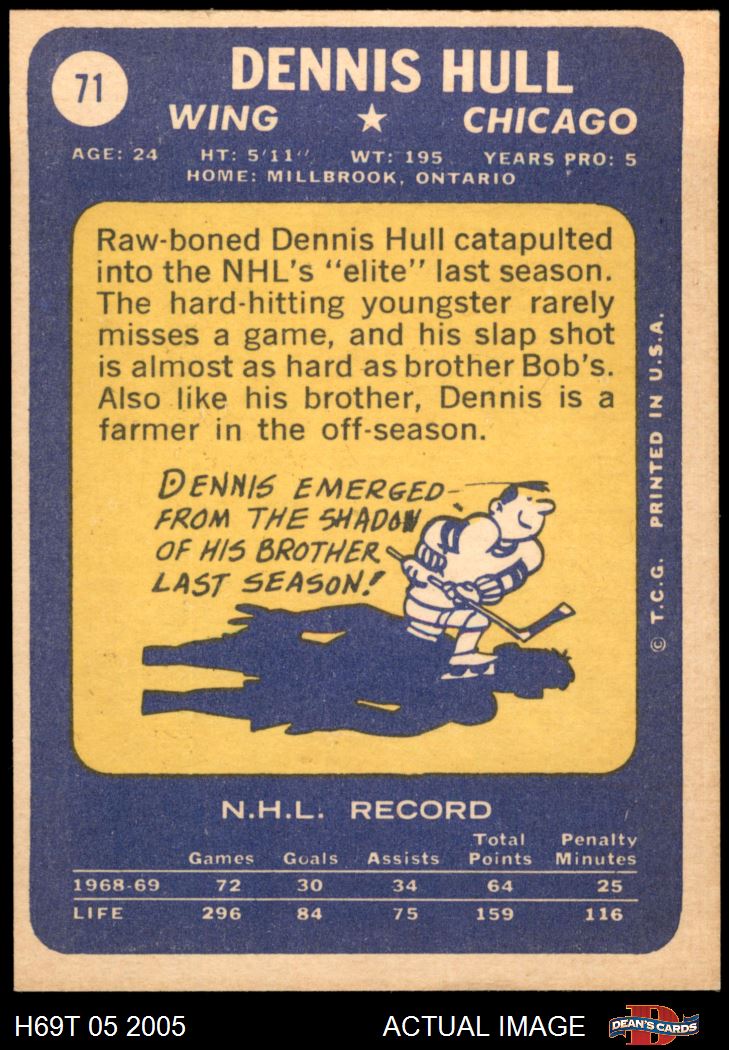 71
DENNIS HULL
WING ★ CHICAGO
AGE: 24 HT: 5'11" WT: 195 YEARS PRO: 5
HOME: MILLBROOK, ONTARIO
Raw-boned Dennis Hull catapulted
into the NHL's "elite" last season.
The hard-hitting youngster rarely
misses a game, and his slap shot
is almost as hard as brother Bob's.
Also like his brother, Dennis is a
farmer in the off-season.
DENNIS EMERGED
FROM THE SHADOW
OF HIS BROTHER
LAST SEASON!
© T.C.G. PRINTED IN U.S.A.
N.H.L. RECORD
Games Goals Assists Total Points Penalty Minutes
1968-69 72 30 34 64 25
LIFE 296 84 75 159 116
H69T 05 2005 ACTUAL IMAGE D DEAN'S CARDS